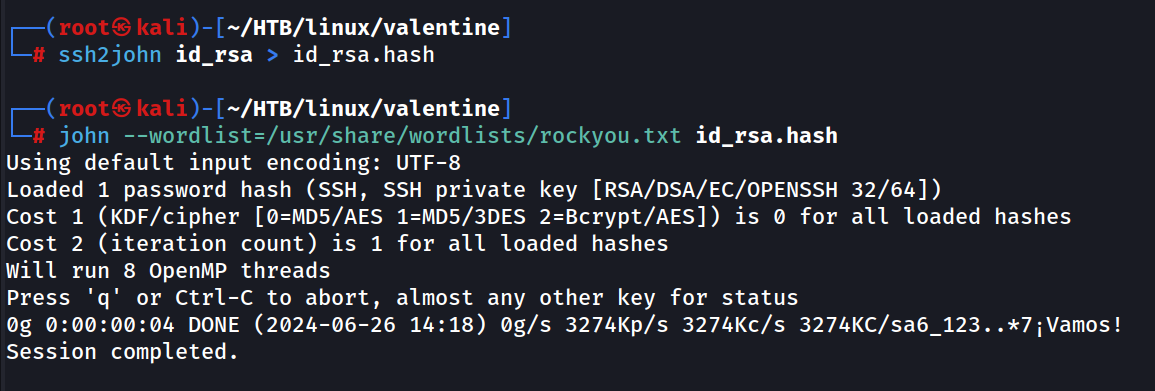 ┌──(root㉿kali)-[~/HTB/linux/valentine]
└─# ssh2john id_rsa > id_rsa.hash
┌──(root㉿kali)-[~/HTB/linux/valentine]
└─# john --wordlist=/usr/share/wordlists/rockyou.txt id_rsa.hash
Using default input encoding: UTF-8
Loaded 1 password hash (SSH, SSH private key [RSA/DSA/EC/OPENSSH 32/64])
Cost 1 (KDF/cipher [0=MD5/AES 1=MD5/3DES 2=Bcrypt/AES]) is 0 for all loaded hashes
Cost 2 (iteration count) is 1 for all loaded hashes
Will run 8 OpenMP threads
Press 'q' or Ctrl-C to abort, almost any other key for status
0g 0:00:00:04 DONE (2024-06-26 14:18) 0g/s 3274Kp/s 3274Kc/s 3274KC/sa6_123..*7¡Vamos!
Session completed.